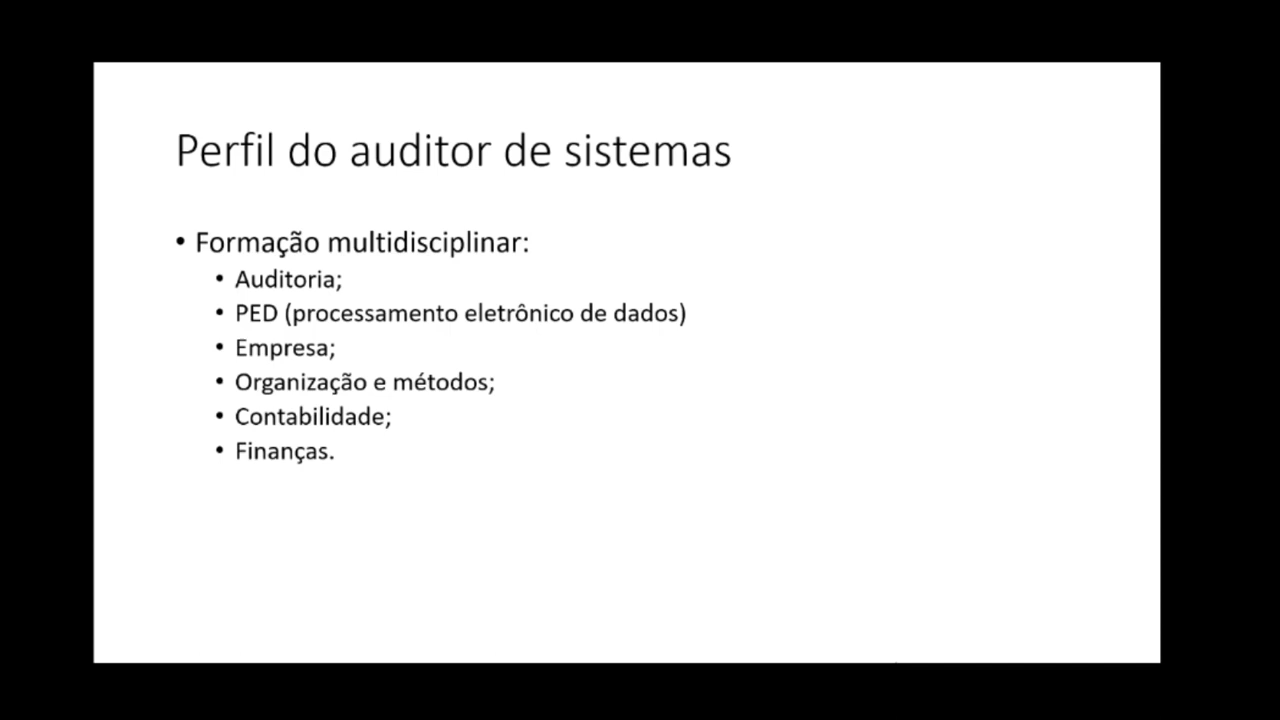 Perfil do auditor de sistemas
• Formação multidisciplinar:
• Auditoria;
• PED (processamento eletrônico de dados)
• Empresa;
• Organização e métodos;
• Contabilidade;
• Finanças.